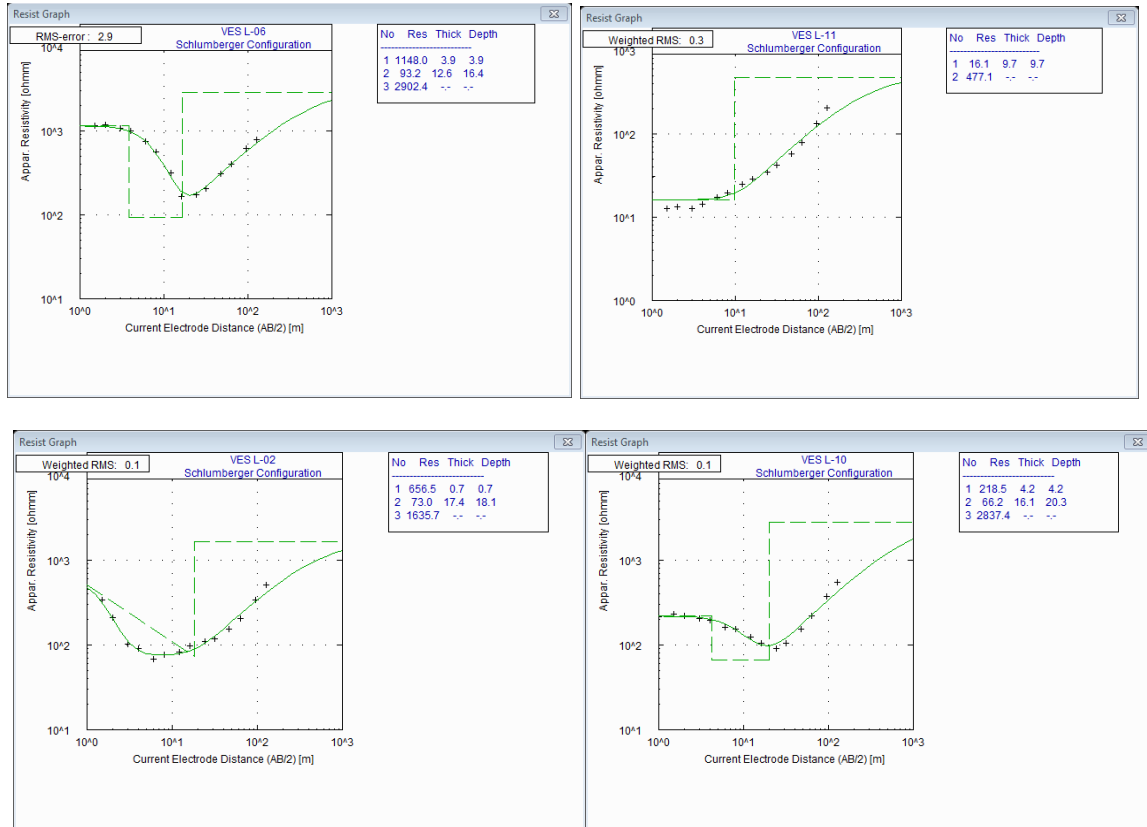 Resist Graph
RMS-error: 2.9
VES L-06
Schlumberger Configuration
10^4
10^3
10^2
10^1
Appar. Resistivity [ohmm]
10^0 10^1 10^2 10^3
Current Electrode Distance (AB/2) [m]
No Res Thick Depth
1 1148.0 3.9 3.9
2 93.2 12.6 16.4
3 2902.4 -.- -.-
Resist Graph
Weighted RMS: 0.3
VES L-11
Schlumberger Configuration
10^3
10^2
10^1
10^0
Appar. Resistivity [ohmm]
10^0 10^1 10^2 10^3
Current Electrode Distance (AB/2) [m]
No Res Thick Depth
1 16.1 9.7 9.7
2 477.1 -.- -.-
Resist Graph
Weighted RMS: 0.1
VES L-02
Schlumberger Configuration
10^4
10^3
10^2
10^1
Appar. Resistivity [ohmm]
10^0 10^1 10^2 10^3
Current Electrode Distance (AB/2) [m]
No Res Thick Depth
1 656.5 0.7 0.7
2 73.0 17.4 18.1
3 1635.7 -.- -.-
Resist Graph
Weighted RMS: 0.1
VES L-10
Schlumberger Configuration
10^4
10^3
10^2
10^1
Appar. Resistivity [ohmm]
10^0 10^1 10^2 10^3
Current Electrode Distance (AB/2) [m]
No Res Thick Depth
1 218.5 4.2 4.2
2 66.2 16.1 20.3
3 2837.4 -.- -.-